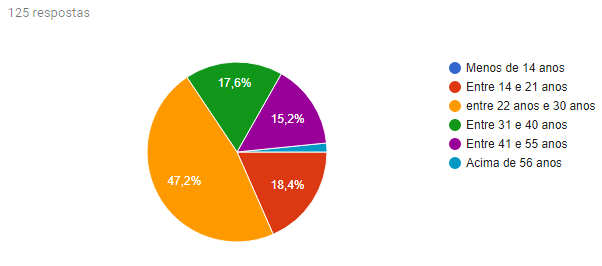 125 respostas
17,6%
15,2%
47,2%
18,4%
Menos de 14 anos
Entre 14 e 21 anos
entre 22 anos e 30 anos
Entre 31 e 40 anos
Entre 41 e 55 anos
Acima de 56 anos